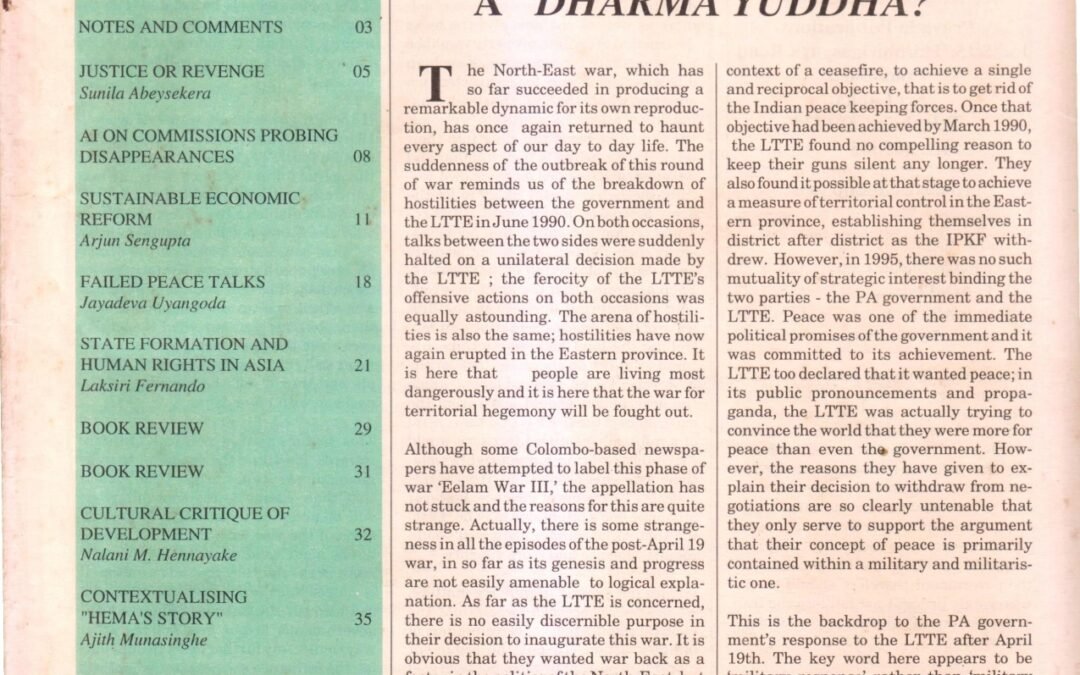 A "DHARMA YUDDHA?
NOTES AND COMMENTS 03
JUSTICE OR REVENGE 05
Sunila Abeysekera
AI ON COMMISSIONS PROBING
DISAPPEARANCES 08
SUSTAINABLE ECONOMIC
REFORM 11
Arjun Sengupta
FAILED PEACE TALKS 18
Jayadeva Uyangoda
STATE FORMATION AND
HUMAN RIGHTS IN ASIA 21
Laksiri Fernando
BOOK REVIEW 29
BOOK REVIEW 31
CULTURAL CRITIQUE OF
DEVELOPMENT 32
Nalani M. Hennayake
CONTEXTUALISING
"HEMA'S STORY" 35
Ajith Munasinghe
The North-East war, which has
so far succeeded in producing a
remarkable dynamic for its own reproduc-
tion, has once again returned to haunt
every aspect of our day to day life. The
suddenness of the outbreak of this round
of war reminds us of the breakdown of
hostilities between the government and
the LTTE in June 1990. On both occasions,
talks between the two sides were suddenly
halted on a unilateral decision made by
the LTTE ; the ferocity of the LTTE's
offensive actions on both occasions was
equally astounding. The arena of hostili-
ties is also the same; hostilities have now
again erupted in the Eastern province. It
is here that people are living most
dangerously and it is here that the war for
territorial hegemony will be fought out.
Although some Colombo-based newspa-
pers have attempted to label this phase of
war 'Eelam War III,' the appellation has
not stuck and the reasons for this are quite
strange. Actually, there is some strange-
ness in all the episodes of the post-April 19
war, in so far as its genesis and progress
are not easily amenable to logical expla-
nation. As far as the LTTE is concerned,
there is no easily discernible purpose in
their decision to inaugurate this war. It is
obvious that they wanted war back as a
context of a ceasefire, to achieve a single
and reciprocal objective, that is to get rid of
the Indian peace keeping forces. Once that
objective had been achieved by March 1990,
the LTTE found no compelling reason to
keep their guns silent any longer. They
also found it possible at that stage to achieve
a measure of territorial control in the East-
ern province, establishing themselves in
district after district as the IPKF with-
drew. However, in 1995, there was no such
mutuality of strategic interest binding the
two parties - the PA government and the
LTTE. Peace was one of the immediate
political promises of the government and it
was committed to its achievement. The
LTTE too declared that it wanted peace; in
its public pronouncements and propa-
ganda, the LTTE was actually trying to
convince the world that they were more for
peace than even the government. How-
ever, the reasons they have given to ex-
plain their decision to withdraw from ne-
gotiations are so clearly untenable that
they only serve to support the argument
that their concept of peace is primarily
contained within a military and militaris-
tic one.
This is the backdrop to the PA govern-
ment's response to the LTTE after April
19th. The key word here appears to be